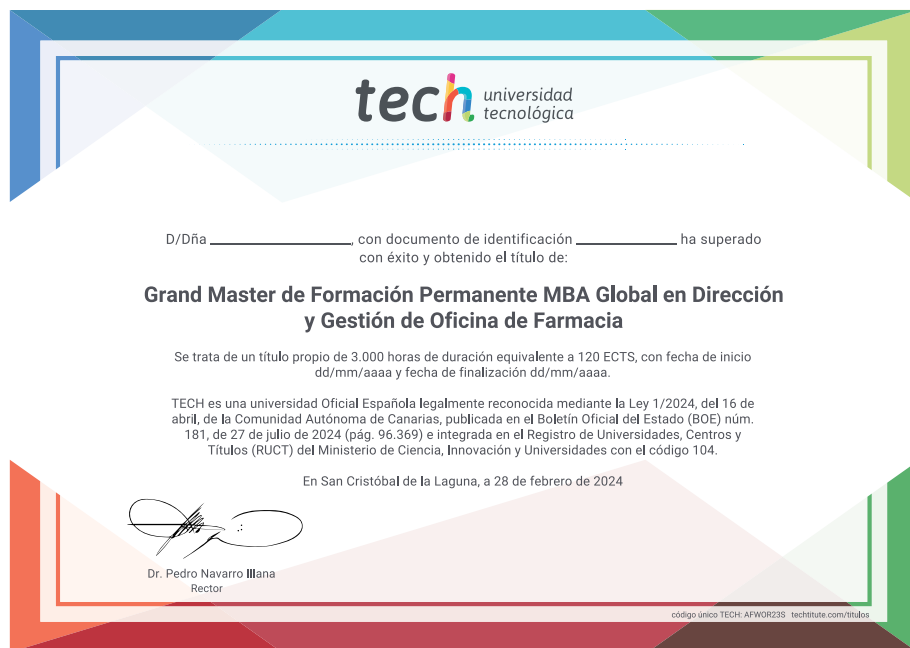 tech universidad
tecnológica
D/Dña ______________, con documento de identificación __________ ha superado
con éxito y obtenido el título de:
Grand Master de Formación Permanente MBA Global en Dirección
y Gestión de Oficina de Farmacia
Se trata de un título propio de 3.000 horas de duración equivalente a 120 ECTS, con fecha de inicio
dd/mm/aaaa y fecha de finalización dd/mm/aaaa.
TECH es una universidad Oficial Española legalmente reconocida mediante la Ley 1/2024, del 16 de
abril, de la Comunidad Autónoma de Canarias, publicada en el Boletín Oficial del Estado (BOE) núm.
181, de 27 de julio de 2024 (pág. 96.369) e integrada en el Registro de Universidades, Centros y
Títulos (RUCT) del Ministerio de Ciencia, Innovación y Universidades con el código 104.
En San Cristóbal de la Laguna, a 28 de febrero de 2024
Dr. Pedro Navarro Illana
Rector
código único TECH: AFWOR23S techtitute.com/titulos